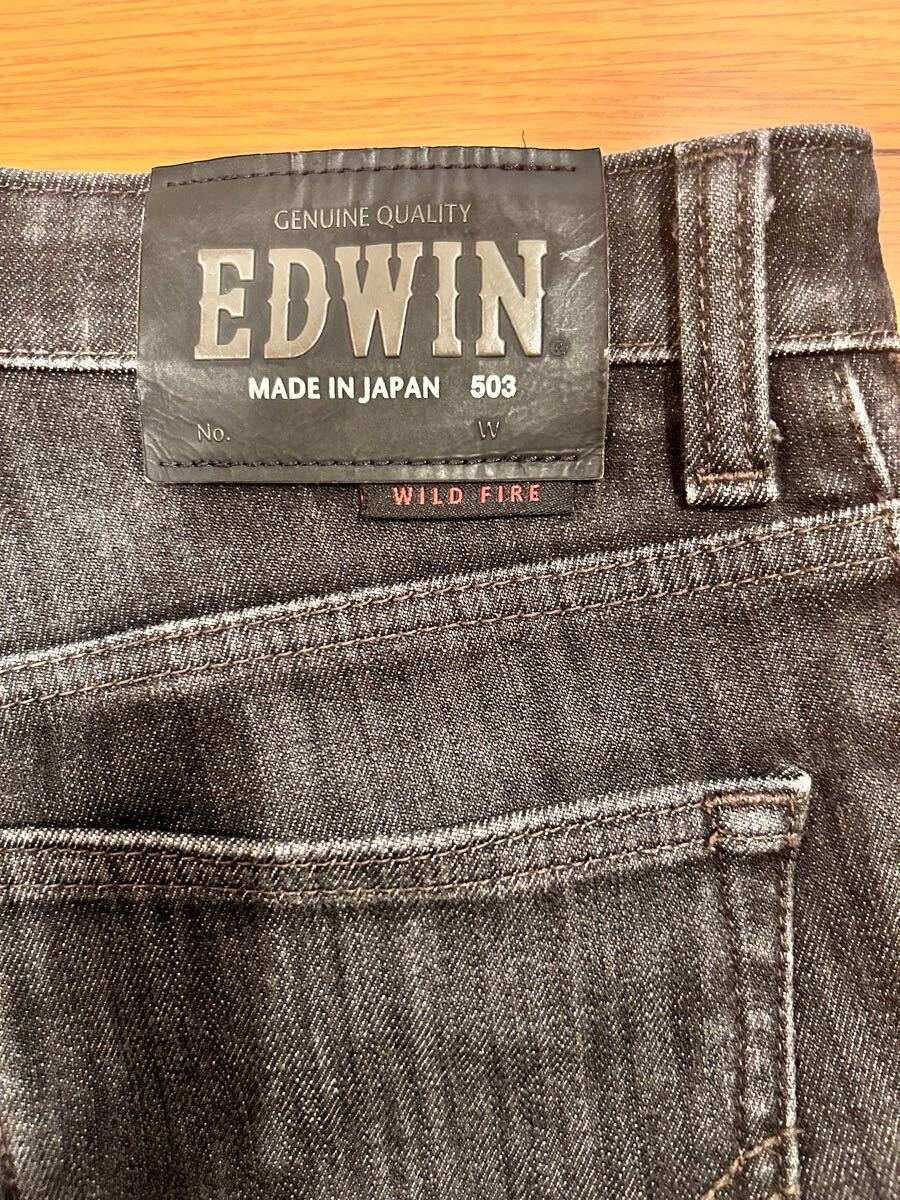 GENUINE QUALITY
EDWIN®
MADE IN JAPAN 503
No. W
WILD FIRE